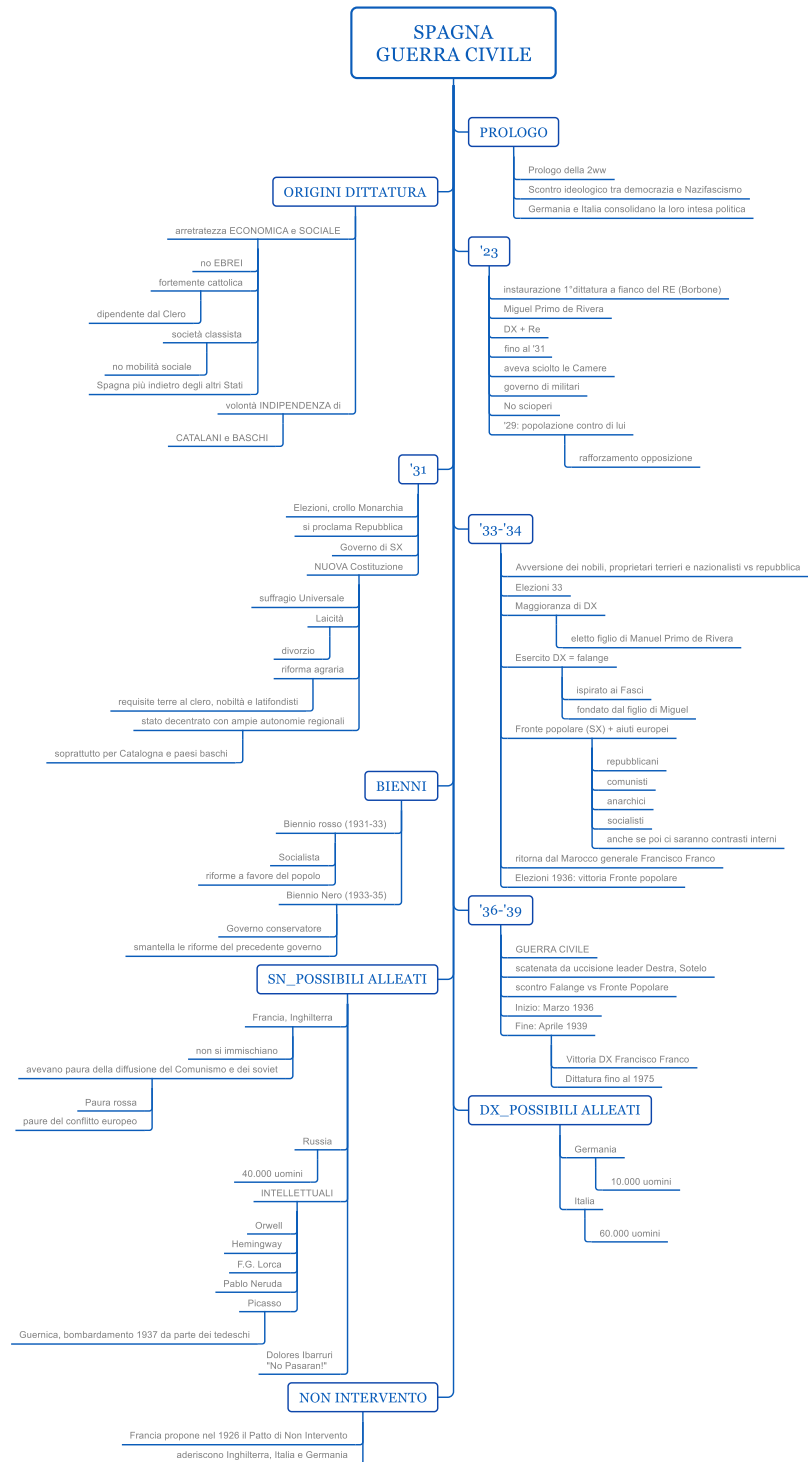 SPAGNA
GUERRA CIVILE
PROLOGO
Prologo della 2ww
Scontro ideologico tra democrazia e Nazifascismo
Germania e Italia consolidano la loro intesa politica
ORIGINI DITTATURA
arretratezza ECONOMICA e SOCIALE
no EBREI
fortemente cattolica
dipendente dal Clero
società classista
no mobilità sociale
Spagna più indietro degli altri Stati
volontà INDIPENDENZA di
CATALANI e BASCHI
'23
instaurazione 1°dittatura a fianco del RE (Borbone)
Miguel Primo de Rivera
DX + Re
fino al '31
aveva sciolto le Camere
governo di militari
No scioperi
'29: popolazione contro di lui
rafforzamento opposizione
'31
Elezioni, crollo Monarchia
si proclama Repubblica
Governo di SX
NUOVA Costituzione
suffragio Universale
Laicità
divorzio
riforma agraria
requisite terre al clero, nobiltà e latifondisti
stato decentrato con ampie autonomie regionali
soprattutto per Catalogna e paesi baschi
'33-'34
Avversione dei nobili, proprietari terrieri e nazionalisti vs repubblica
Elezioni 33
Maggioranza di DX
eletto figlio di Manuel Primo de Rivera
Esercito DX = falange
ispirato ai Fasci
fondato dal figlio di Miguel
Fronte popolare (SX) + aiuti europei
repubblicani
comunisti
anarchici
socialisti
anche se poi ci saranno contrasti interni
ritorna dal Marocco generale Francisco Franco
Elezioni 1936: vittoria Fronte popolare
BIENNI
Biennio rosso (1931-33)
Socialista
riforme a favore del popolo
Biennio Nero (1933-35)
Governo conservatore
smantella le riforme del precedente governo
'36-'39
GUERRA CIVILE
scatenata da uccisione leader Destra, Sotelo
scontro Falange vs Fronte Popolare
Inizio: Marzo 1936
Fine: Aprile 1939
Vittoria DX Francisco Franco
Dittatura fino al 1975
SN_POSSIBILI ALLEATI
Francia, Inghilterra
non si immischiano
avevano paura della diffusione del Comunismo e dei soviet
Paura rossa
paure del conflitto europeo
Russia
40.000 uomini
INTELLETTUALI
Orwell
Hemingway
F.G. Lorca
Pablo Neruda
Picasso
Guernica, bombardamento 1937 da parte dei tedeschi
Dolores Ibarruri
"No Pasaran!"
DX_POSSIBILI ALLEATI
Germania
10.000 uomini
Italia
60.000 uomini
NON INTERVENTO
Francia propone nel 1926 il Patto di Non Intervento
aderiscono Inghilterra, Italia e Germania